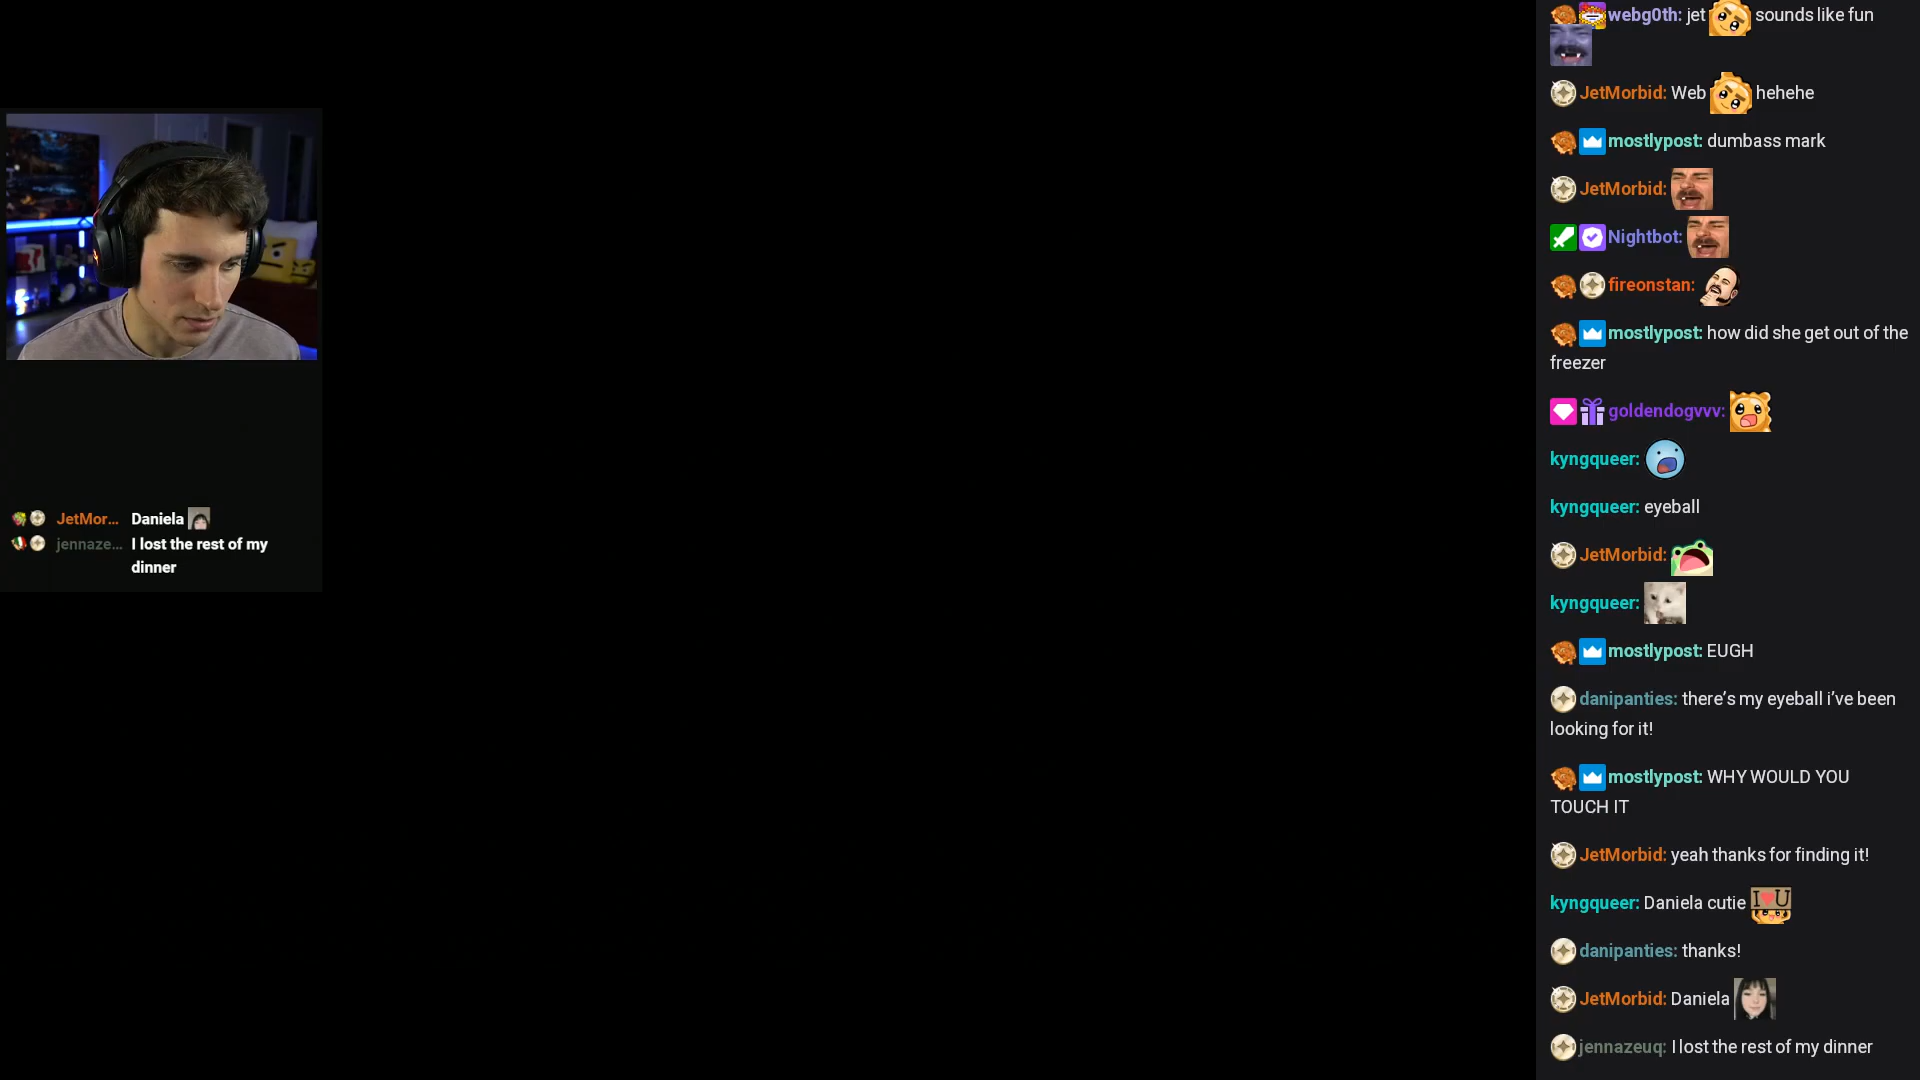 JetMor... Daniela
jennaze... I lost the rest of my
dinner
webg0th: jet sounds like fun
JetMorbid: Web hehehe
mostlypost: dumbass mark
JetMorbid:
Nightbot:
fireonstan:
mostlypost: how did she get out of the
freezer
goldendogvvv:
kyngqueer:
kyngqueer: eyeball
JetMorbid:
kyngqueer:
mostlypost: EUGH
danipanties: there's my eyeball i've been
looking for it!
mostlypost: WHY WOULD YOU
TOUCH IT
JetMorbid: yeah thanks for finding it!
kyngqueer: Daniela cutie I U
danipanties: thanks!
JetMorbid: Daniela
jennazeuq: I lost the rest of my dinner